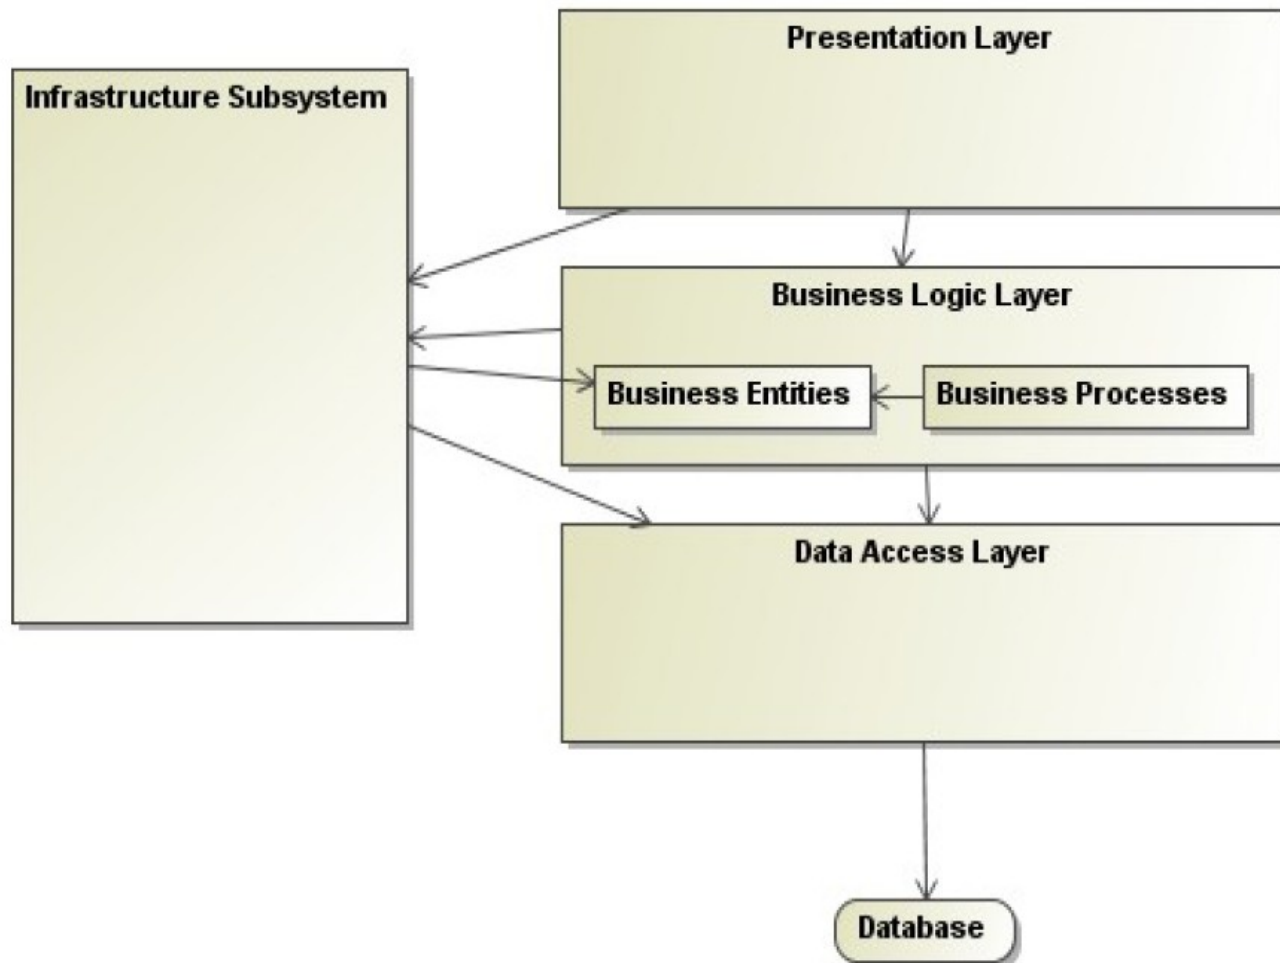 Presentation Layer
Infrastructure Subsystem
Business Logic Layer
Business Entities
Business Processes
Data Access Layer
Database